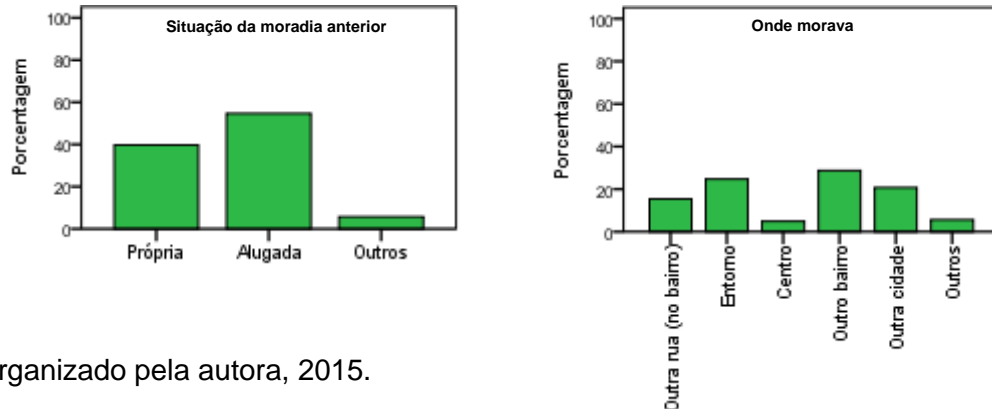 Situação da moradia anterior
Porcentagem
100
80
60
40
20
0
Própria Alugada Outros
Onde morava
Porcentagem
100
80
60
40
20
0
Outra rua (no bairro)
Entorno
Centro
Outro bairro
Outra cidade
Outros
rganizado pela autora, 2015.